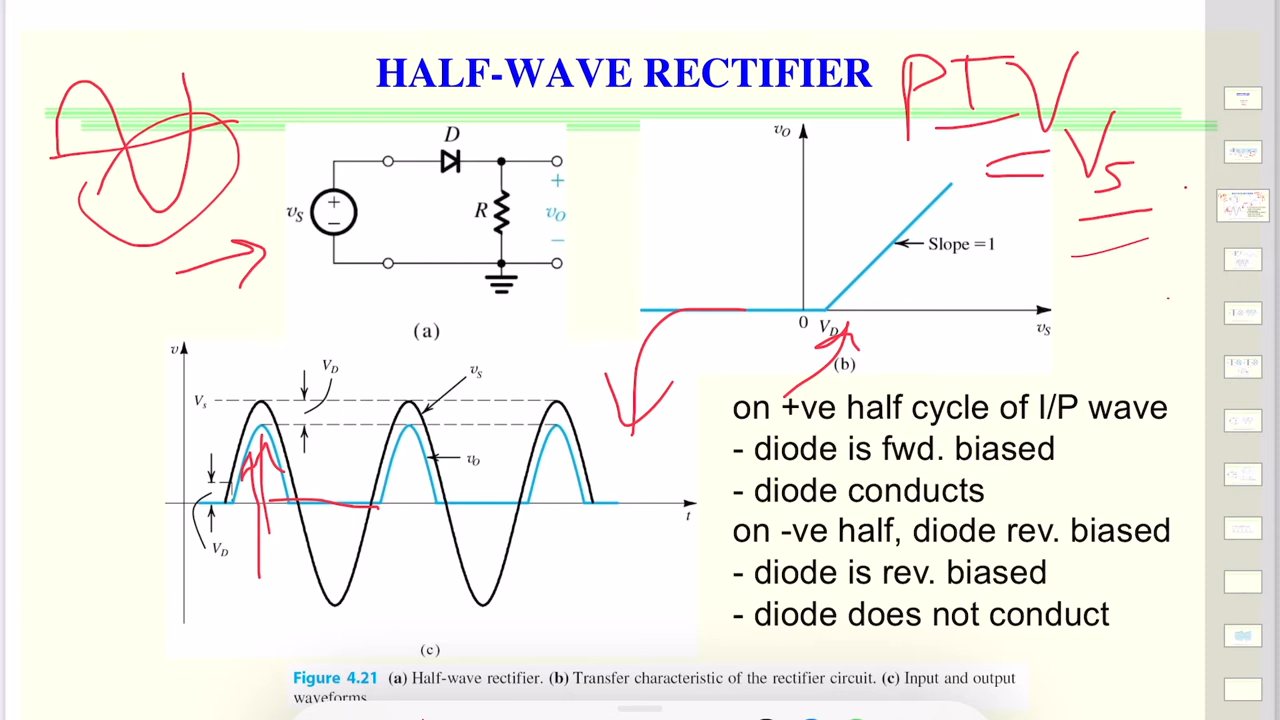 HALF-WAVE RECTIFIER
PIV
= Vs
D
vS
+
−
R
+
vO
−
(a)
vO
Slope = 1
0
VD
vS
(b)
v
Vs
VD
vS
vO
VD
t
(c)
on +ve half cycle of I/P wave
- diode is fwd. biased
- diode conducts
on -ve half, diode rev. biased
- diode is rev. biased
- diode does not conduct
Figure 4.21 (a) Half-wave rectifier. (b) Transfer characteristic of the rectifier circuit. (c) Input and output
waveforms